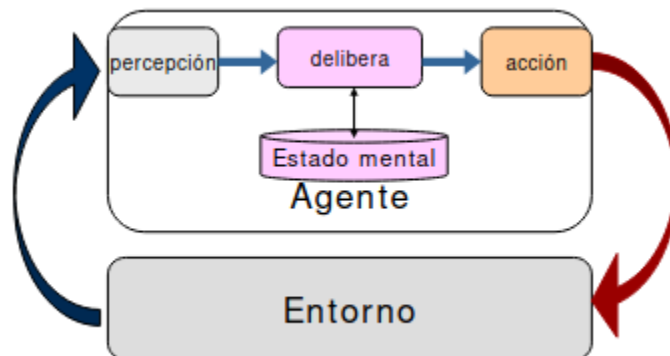 percepción
delibera
acción
Estado mental
Agente
Entorno